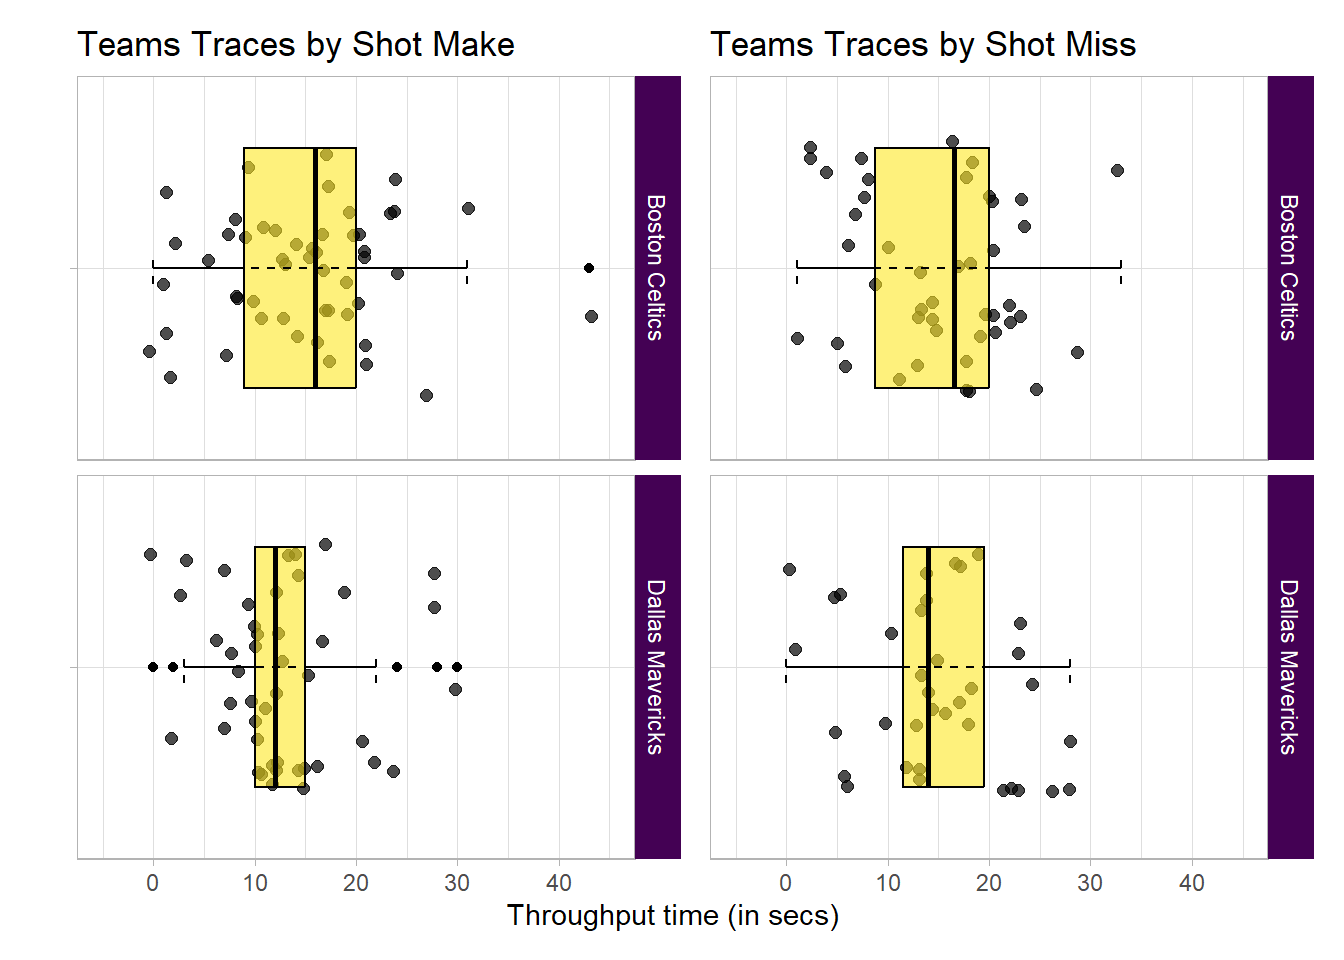 Teams Traces by Shot Make
Teams Traces by Shot Miss
Boston Celtics
Boston Celtics
Dallas Mavericks
Dallas Mavericks
0 10 20 30 40
0 10 20 30 40
Throughput time (in secs)